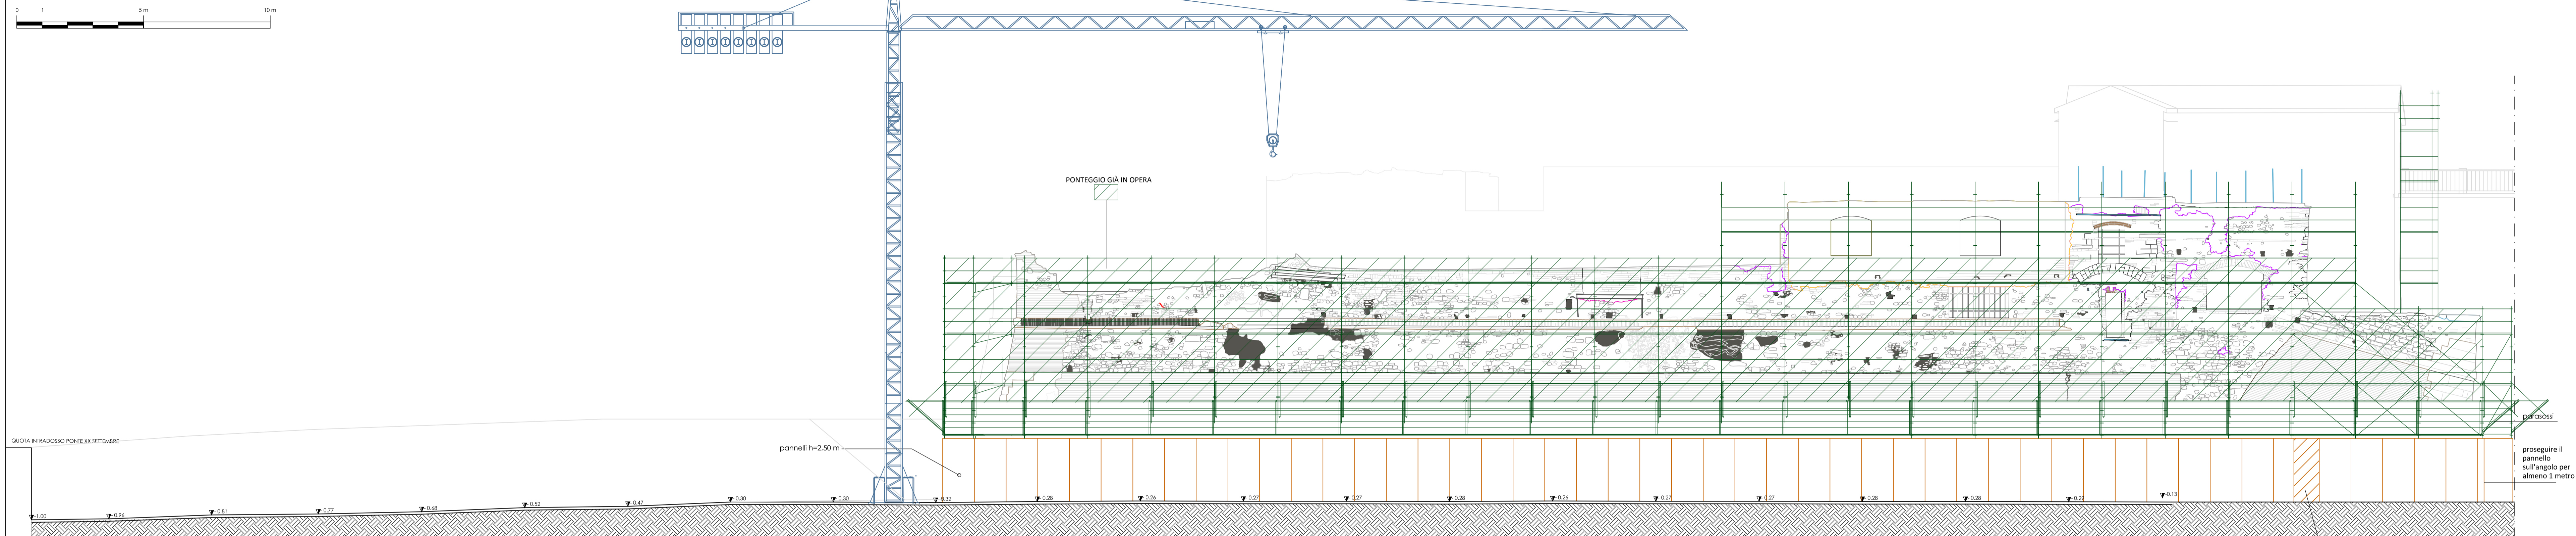 0 1 5 m 10 m
PONTEGGIO GIÀ IN OPERA
QUOTA INTRADOSSO PONTE XX SETTEMBRE
parasassi
pannelli h=2,50 m
proseguire il
pannello
sull'angolo per
almeno 1 metro
-1.00 -0.96 -0.81 -0.77 -0.68 -0.52 -0.47 -0.30 -0.30 -0.32 -0.28 -0.26 -0.27 -0.27 -0.28 -0.26 -0.27 -0.27 -0.28 -0.28 -0.29 -0.13